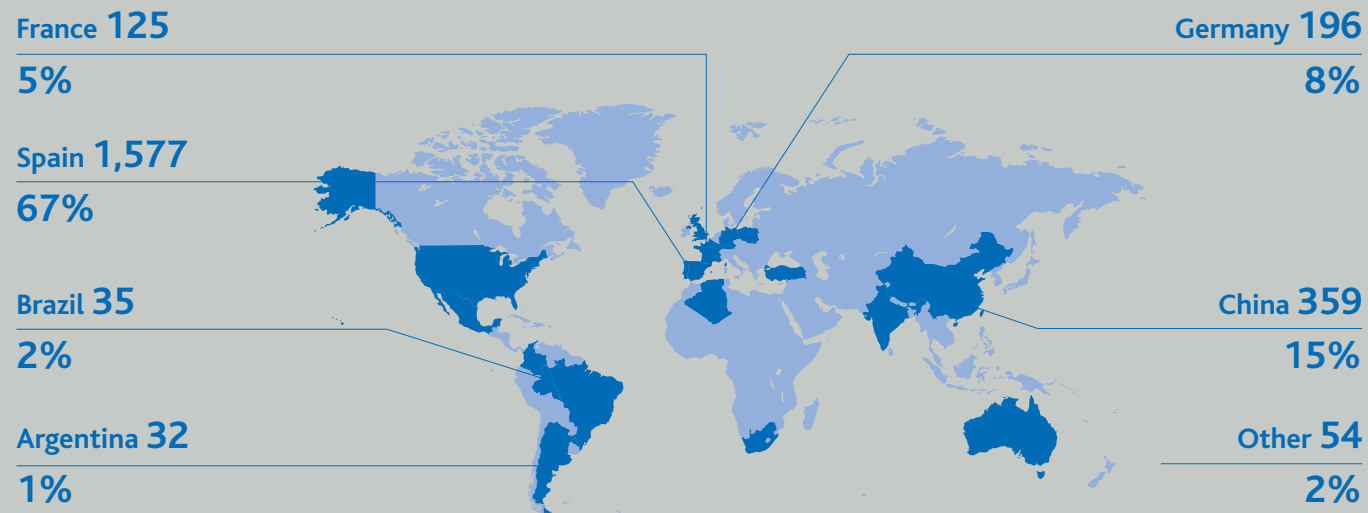 France 125
5%
Spain 1,577
67%
Brazil 35
2%
Argentina 32
1%
Germany 196
8%
China 359
15%
Other 54
2%